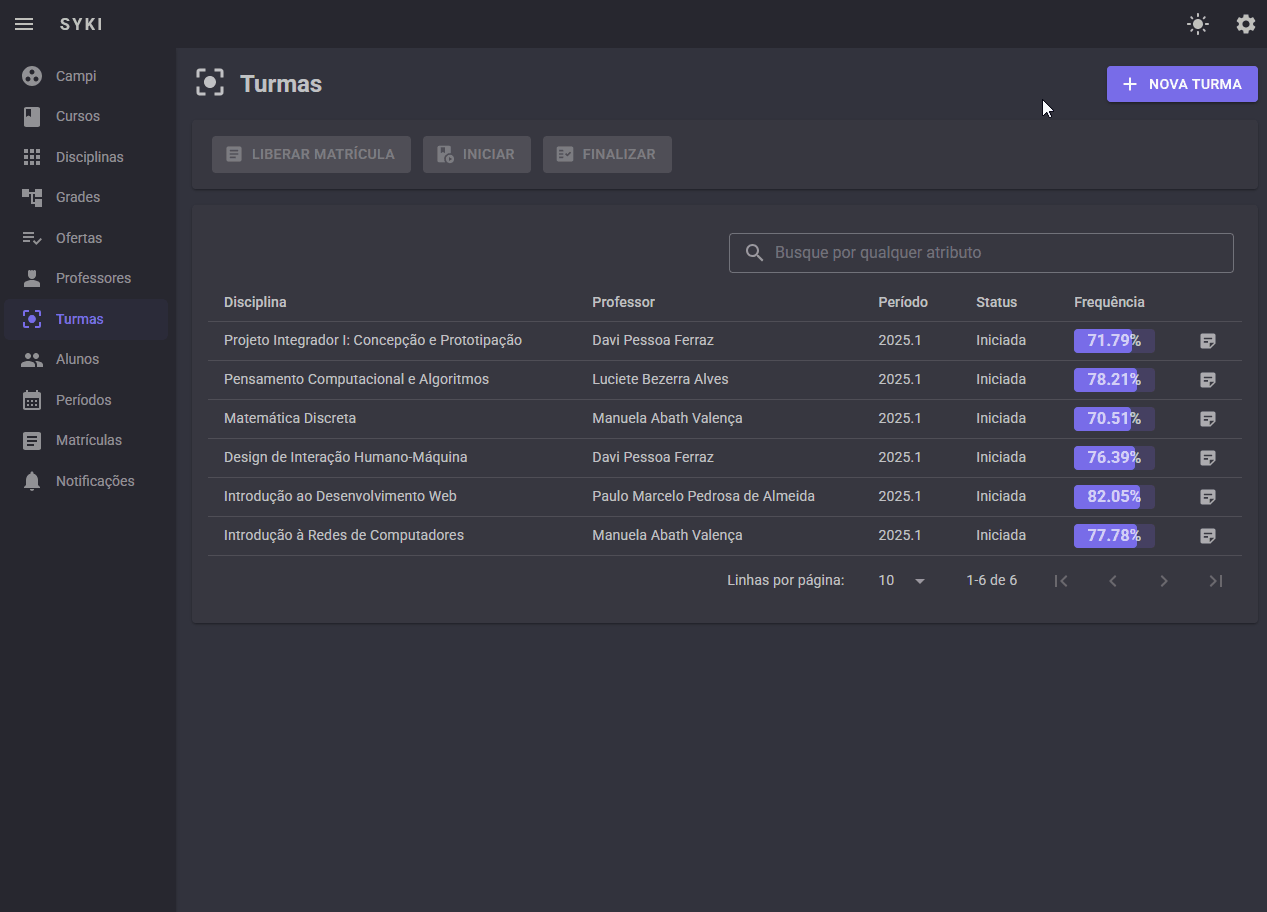 SYKI
Campi
Cursos
Disciplinas
Grades
Ofertas
Professores
Turmas
Alunos
Períodos
Matrículas
Notificações
Turmas
NOVA TURMA
LIBERAR MATRÍCULA INICIAR FINALIZAR
Busque por qualquer atributo
Disciplina Professor Período Status Frequência
Projeto Integrador I: Concepção e Prototipação Davi Pessoa Ferraz 2025.1 Iniciada 71.79%
Pensamento Computacional e Algoritmos Luciete Bezerra Alves 2025.1 Iniciada 78.21%
Matemática Discreta Manuela Abath Valença 2025.1 Iniciada 70.51%
Design de Interação Humano-Máquina Davi Pessoa Ferraz 2025.1 Iniciada 76.39%
Introdução ao Desenvolvimento Web Paulo Marcelo Pedrosa de Almeida 2025.1 Iniciada 82.05%
Introdução à Redes de Computadores Manuela Abath Valença 2025.1 Iniciada 77.78%
Linhas por página: 10 1-6 de 6